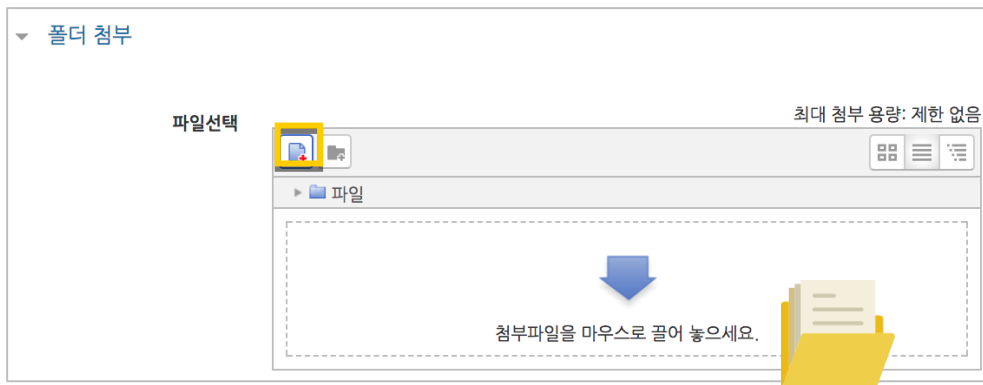 폴더 첨부
파일선택
최대 첨부 용량: 제한 없음
파일
첨부파일을 마우스로 끌어 놓으세요.